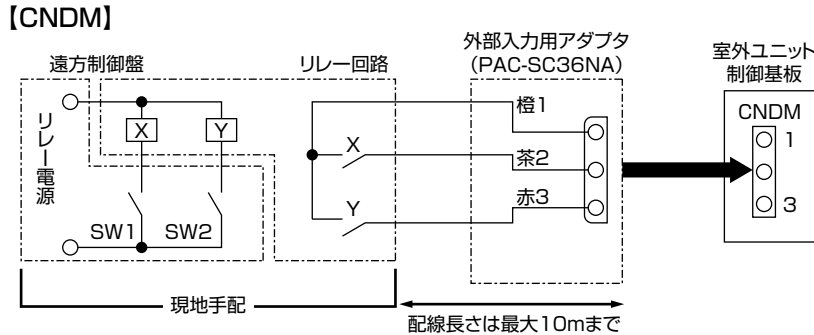 【CNDM】
遠方制御盤
リレー回路
外部入力用アダプタ
（PAC-SC36NA）
室外ユニット
制御基板
リレー電源
X
Y
SW1
SW2
X
Y
橙1
茶2
赤3
CNDM
1
3
現地手配
配線長さは最大10mまで